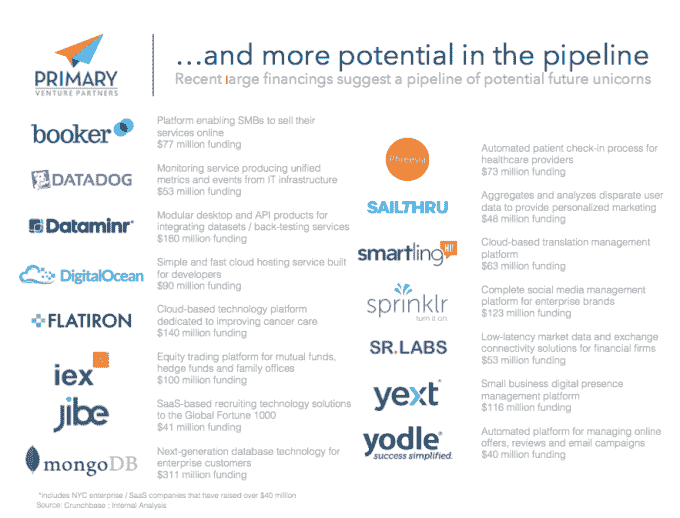 PRIMARY
VENTURE PARTNERS
...and more potential in the pipeline
Recent large financings suggest a pipeline of potential future unicorns
booker
Platform enabling SMBs to sell their
services online
$77 million funding
DATADOG
Monitoring service producing unified
metrics and events from IT infrastructure
$53 million funding
Dataminr
Modular desktop and API products for
integrating datasets / back-testing services
$180 million funding
DigitalOcean
Simple and fast cloud hosting service built
for developers
$90 million funding
FLATIRON
Cloud-based technology platform
dedicated to improving cancer care
$140 million funding
iex
Equity trading platform for mutual funds,
hedge funds and family offices
$100 million funding
jibe
SaaS-based recruiting technology solutions
to the Global Fortune 1000
$41 million funding
mongoDB
Next-generation database technology for
enterprise customers
$311 million funding
Phreesia
Automated patient check-in process for
healthcare providers
$73 million funding
SAILTHRU
Aggregates and analyzes disparate user
data to provide personalized marketing
$48 million funding
smartling
Cloud-based translation management
platform
$63 million funding
sprinklr
turn it on.
Complete social media management
platform for enterprise brands
$123 million funding
SR.LABS
Low-latency market data and exchange
connectivity solutions for financial firms
$53 million funding
yext
Small business digital presence
management platform
$116 million funding
yodle®
success simplified.
Automated platform for managing online
offers, reviews and email campaigns
$40 million funding
*includes NYC enterprise / SaaS companies that have raised over $40 million
Source: Crunchbase ; Internal Analysis